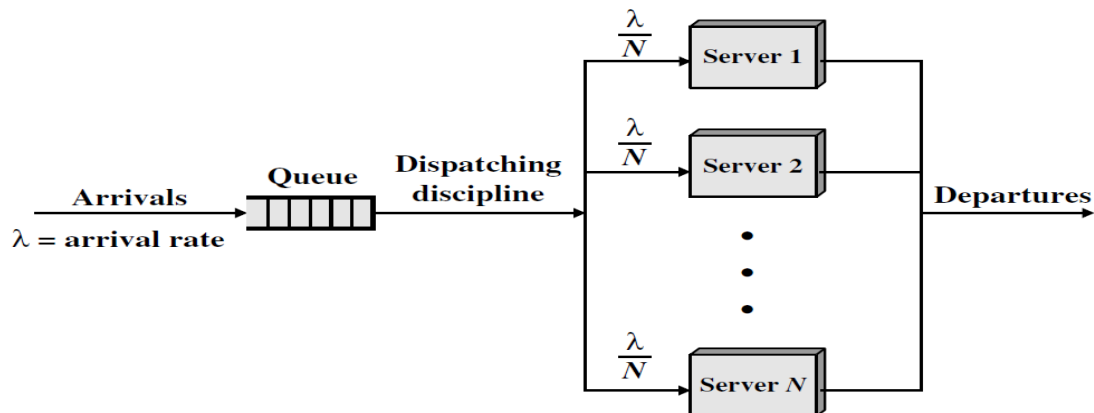 λ
N
Server 1
λ
N
Server 2
Queue
Dispatching
discipline
Arrivals
λ = arrival rate
Departures
λ
N
Server N